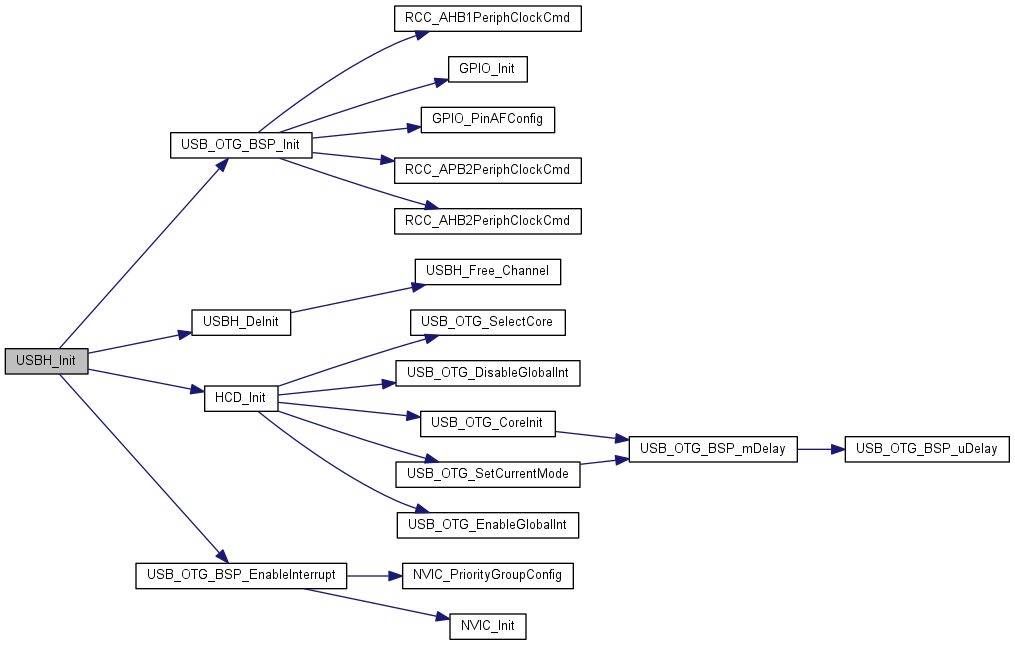 RCC_AHB1PeriphClockCmd
GPIO_Init
GPIO_PinAFConfig
USB_OTG_BSP_Init
RCC_APB2PeriphClockCmd
RCC_AHB2PeriphClockCmd
USBH_Free_Channel
USBH_DeInit
USB_OTG_SelectCore
USBH_Init
USB_OTG_DisableGlobalInt
HCD_Init
USB_OTG_CoreInit
USB_OTG_BSP_mDelay
USB_OTG_BSP_uDelay
USB_OTG_SetCurrentMode
USB_OTG_EnableGlobalInt
USB_OTG_BSP_EnableInterrupt
NVIC_PriorityGroupConfig
NVIC_Init